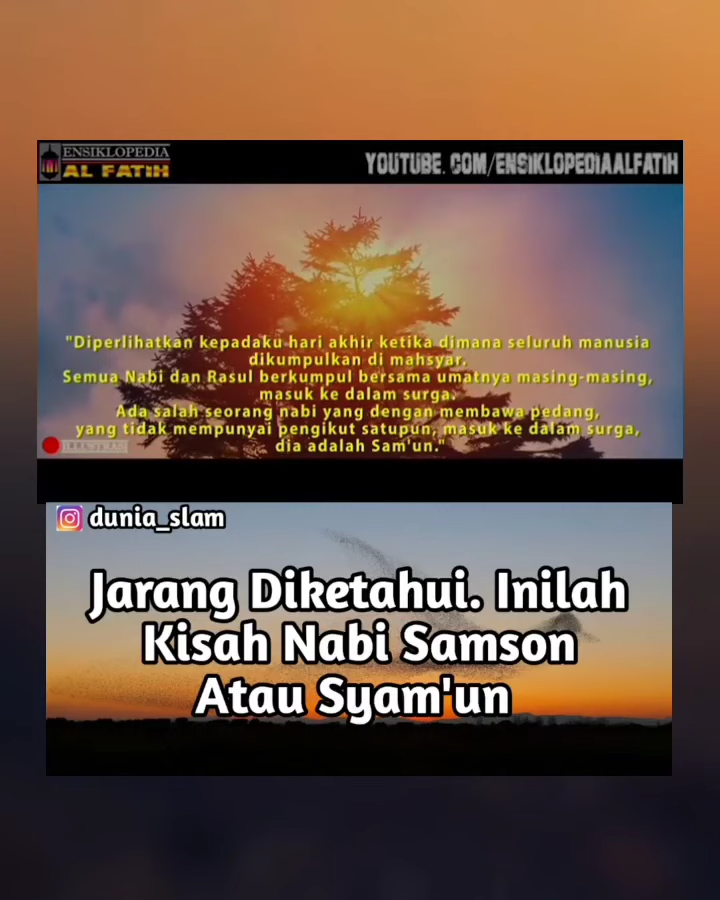 ENSIKLOPEDIA
AL FATIH
YOUTUBE.COM/ENSIKLOPEDIAALFATIH
"Diperlihatkan kepadaku hari akhir ketika dimana seluruh manusia
dikumpulkan di mahsyar.
Semua Nabi dan Rasul berkumpul bersama umatnya masing-masing,
masuk ke dalam surga.
Ada salah seorang nabi yang dengan membawa pedang,
yang tidak mempunyai pengikut satupun, masuk ke dalam surga,
dia adalah Sam'un."
ILLUSTRASI
dunia_slam
Jarang Diketahui. Inilah
Kisah Nabi Samson
Atau Syam'un